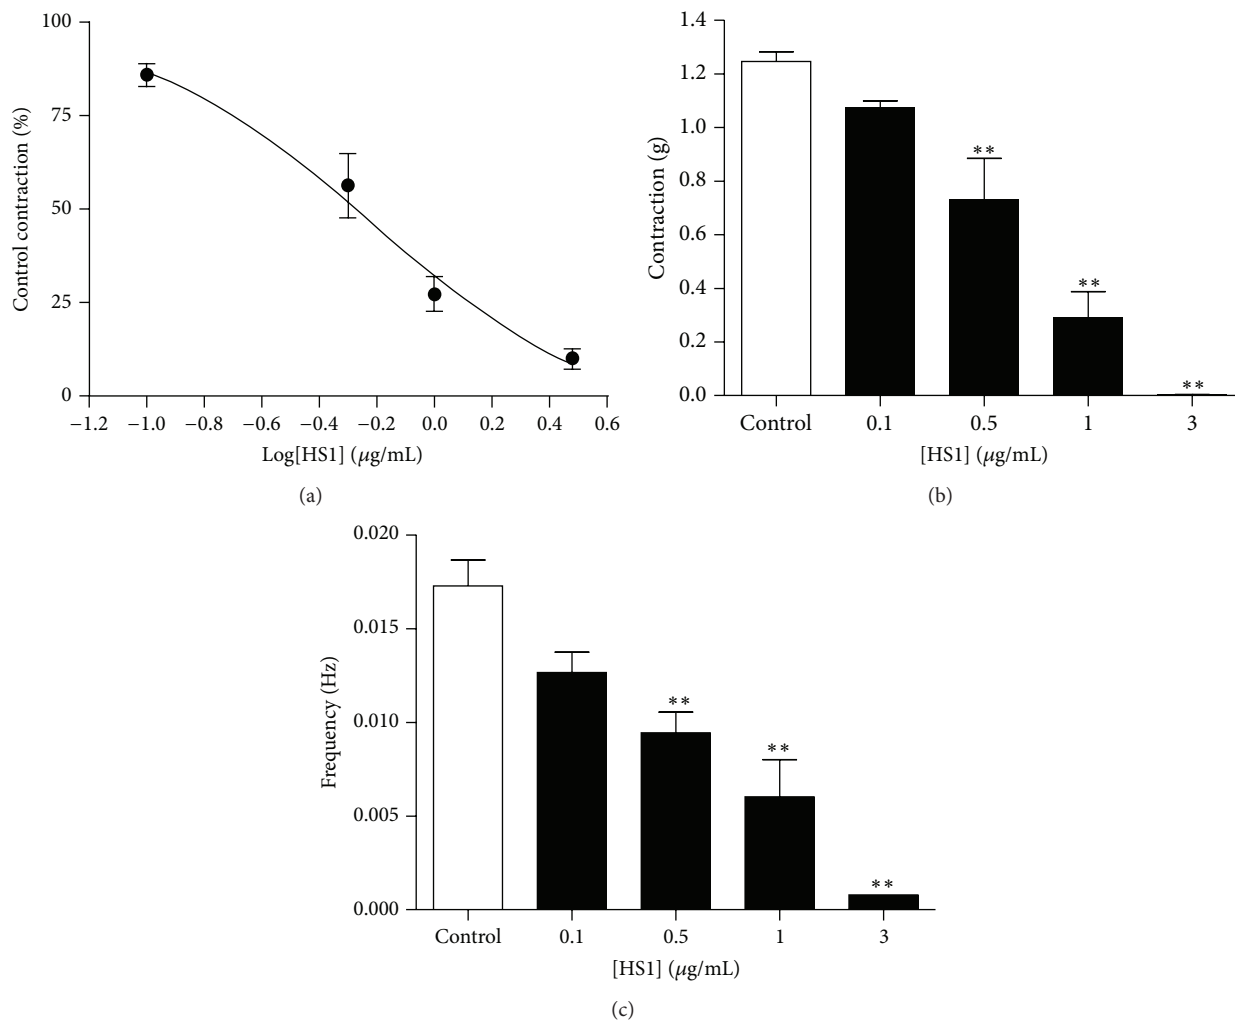 100
75
50
25
0
Control contraction (%)
−1.2 −1.0 −0.8 −0.6 −0.4 −0.2 0.0 0.2 0.4 0.6
Log[HS1] (μg/mL)
(a)
1.4
1.2
1.0
0.8
0.6
0.4
0.2
0.0
Contraction (g)
**
**
**
Control 0.1 0.5 1 3
[HS1] (μg/mL)
(b)
0.020
0.015
0.010
0.005
0.000
Frequency (Hz)
**
**
**
Control 0.1 0.5 1 3
[HS1] (μg/mL)
(c)